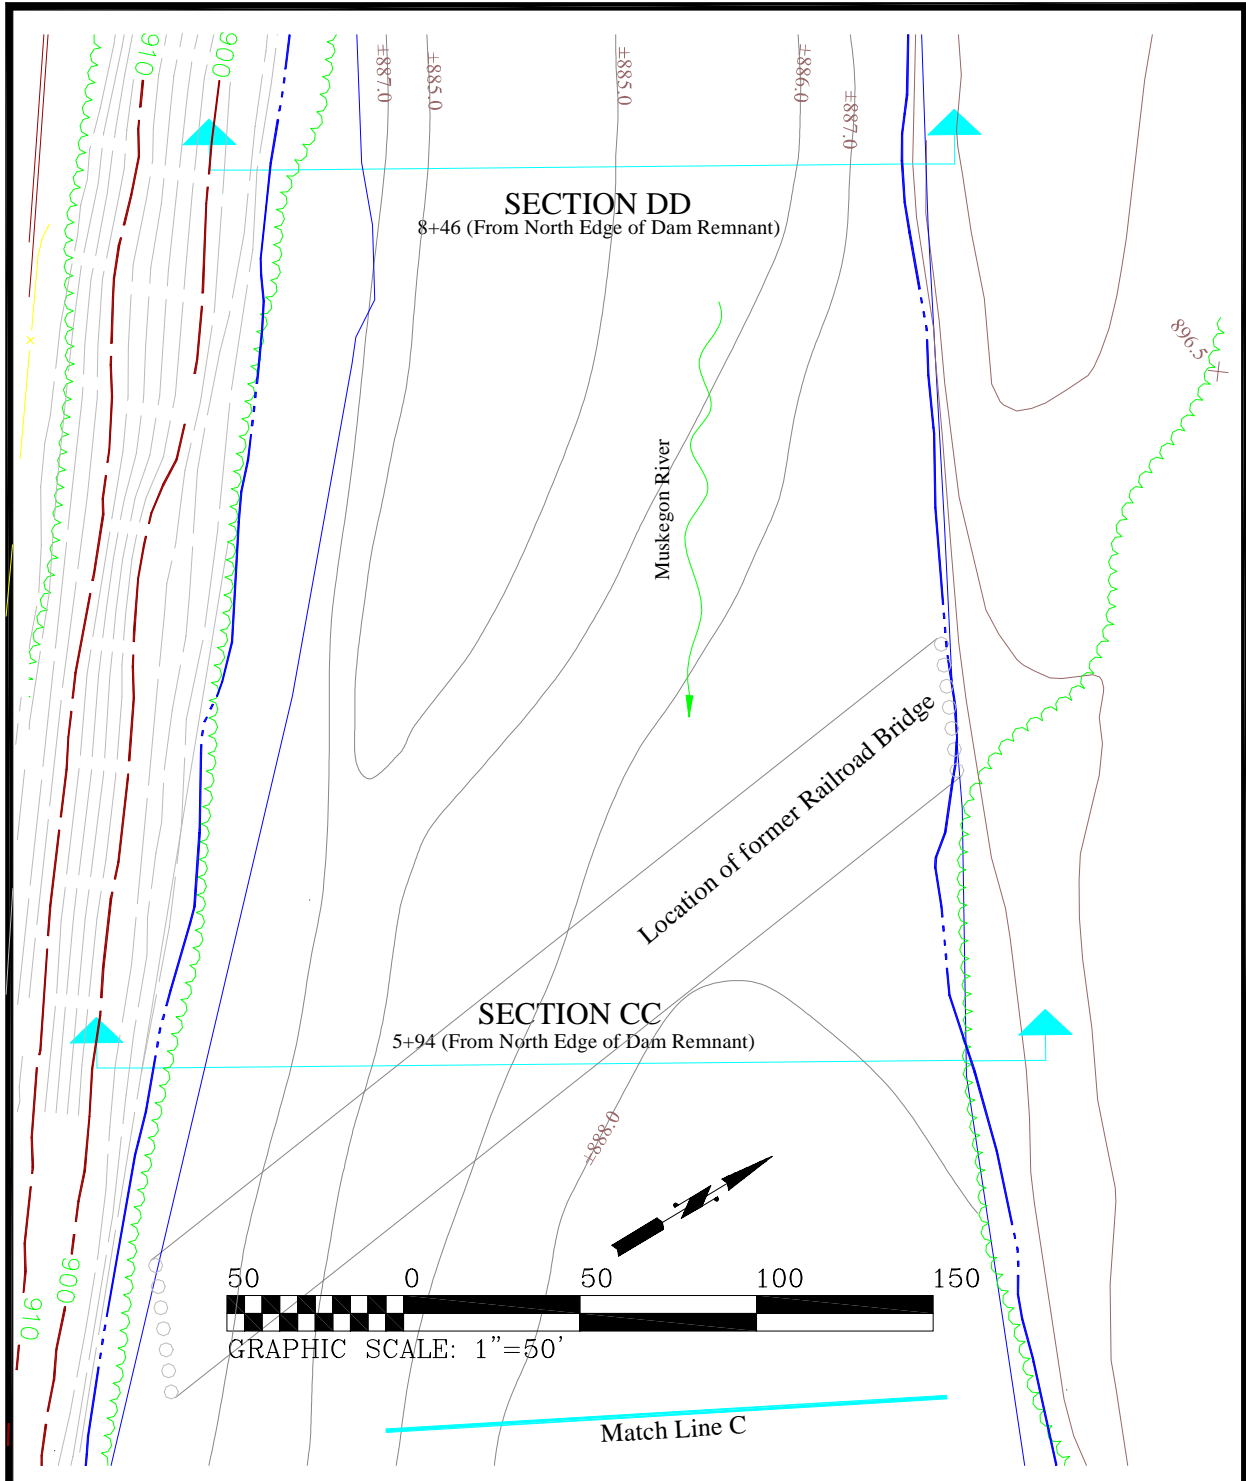 910
900
±887.0
±885.0
±885.0
±886.0
±887.0
SECTION DD
8+46 (From North Edge of Dam Remnant)
896.5
Muskegon River
Location of former Railroad Bridge
SECTION CC
5+94 (From North Edge of Dam Remnant)
±888.0
N
910
900
50 0 50 100 150
GRAPHIC SCALE: 1"=50'
Match Line C